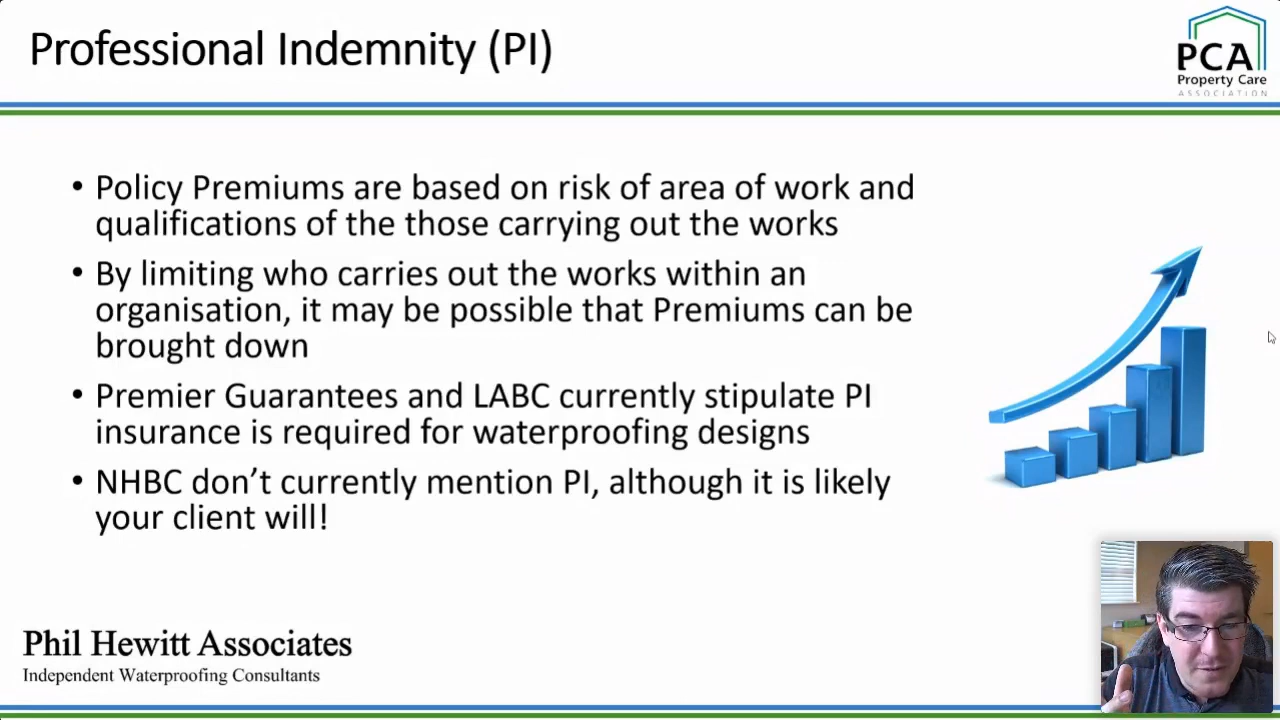 Professional Indemnity (PI)
PCA
Property Care
ASSOCIATION
• Policy Premiums are based on risk of area of work and
qualifications of the those carrying out the works
• By limiting who carries out the works within an
organisation, it may be possible that Premiums can be
brought down
• Premier Guarantees and LABC currently stipulate PI
insurance is required for waterproofing designs
• NHBC don’t currently mention PI, although it is likely
your client will!
Phil Hewitt Associates
Independent Waterproofing Consultants